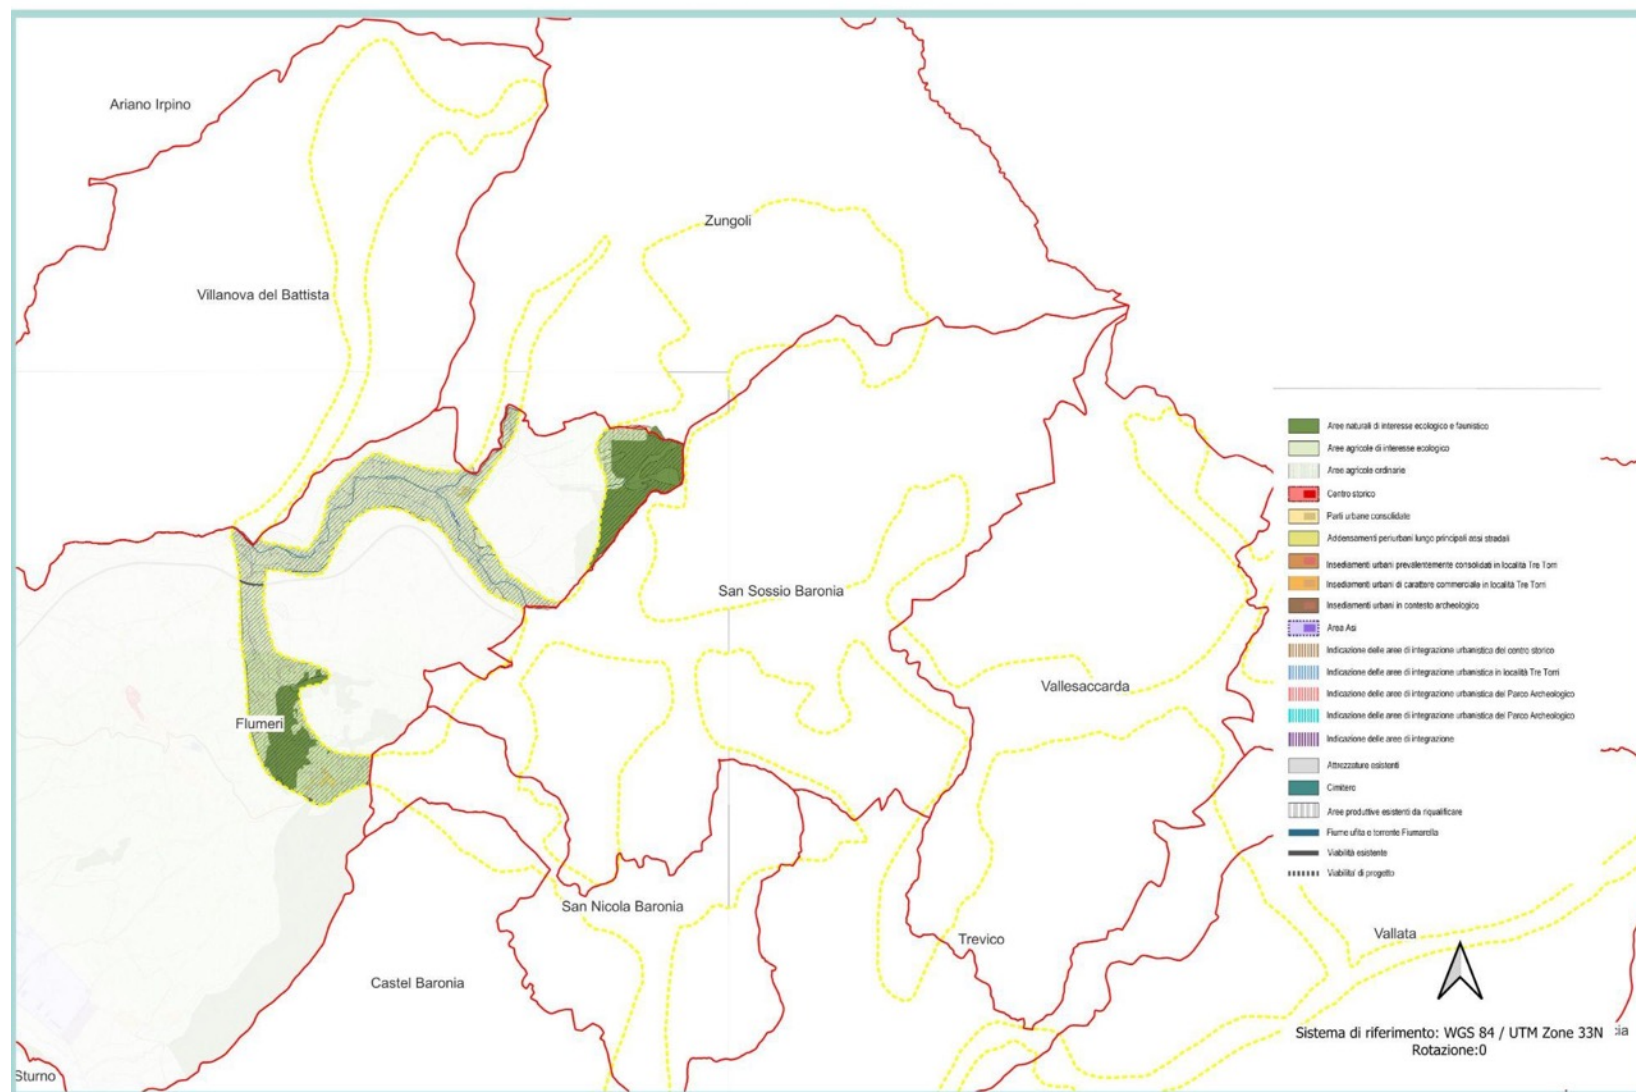 Ariano Irpino
Zungoli
Villanova del Battista
San Sossio Baronia
Vallesaccarda
Flumeri
San Nicola Baronia
Trevico
Vallata
Castel Baronia
Sturno
Aree naturali di interesse ecologico e faunistico
Aree agricole di interesse ecologico
Aree agricole ordinarie
Centro storico
Parti urbane consolidate
Addensamenti periurbani lungo principali assi stradali
Insediamenti urbani prevalentemente consolidati in località Tre Torri
Insediamenti urbani di carattere commerciale in località Tre Torri
Insediamenti urbani in contesto archeologico
Area Asi
Indicazione delle aree di integrazione urbanistica del centro storico
Indicazione delle aree di integrazione urbanistica in località Tre Torri
Indicazione delle aree di integrazione urbanistica del Parco Archeologico
Indicazione delle aree di integrazione urbanistica del Parco Archeologico
Indicazione delle aree di integrazione
Attrezzature esistenti
Cimitero
Aree produttive esistenti da riqualificare
Fiume ufita e torrente Fiumarella
Viabilità esistente
Viabilita' di progetto
Sistema di riferimento: WGS 84 / UTM Zone 33N
Rotazione:0